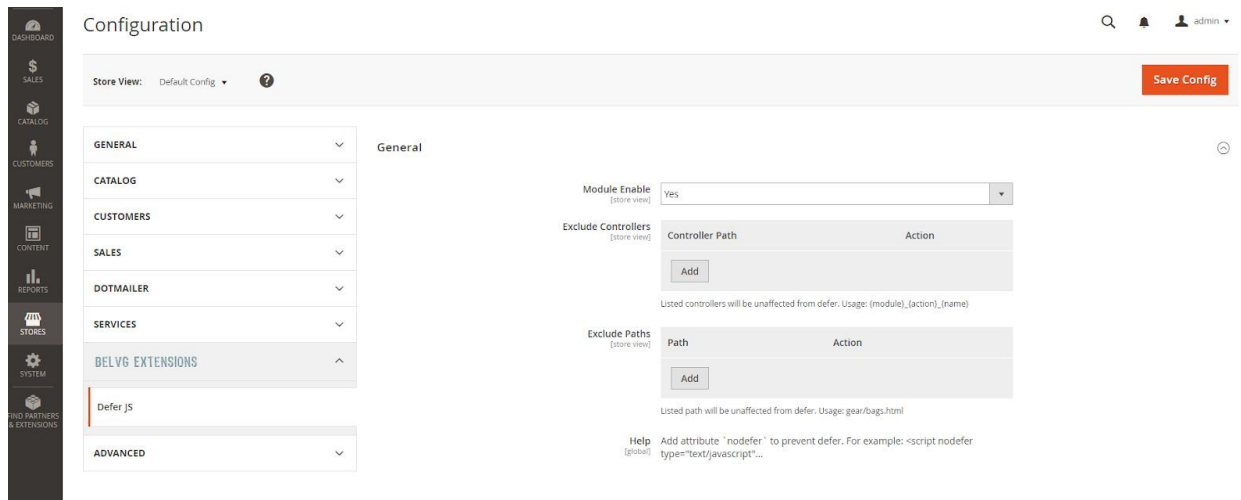 Configuration
admin
Store View: Default Config
?
Save Config
DASHBOARD
$
SALES
CATALOG
CUSTOMERS
MARKETING
CONTENT
REPORTS
STORES
SYSTEM
FIND PARTNERS
& EXTENSIONS
GENERAL
CATALOG
CUSTOMERS
SALES
DOTMAILER
SERVICES
BELVG EXTENSIONS
Defer JS
ADVANCED
General
Module Enable
[store view]
Yes
Exclude Controllers
[store view]
Controller Path Action
Add
Listed controllers will be unaffected from defer. Usage: {module}_{action}_{name}
Exclude Paths
[store view]
Path Action
Add
Listed path will be unaffected from defer. Usage: gear/bags.html
Help
[global]
Add attribute `nodefer` to prevent defer. For example: <script nodefer
type="text/javascript"...